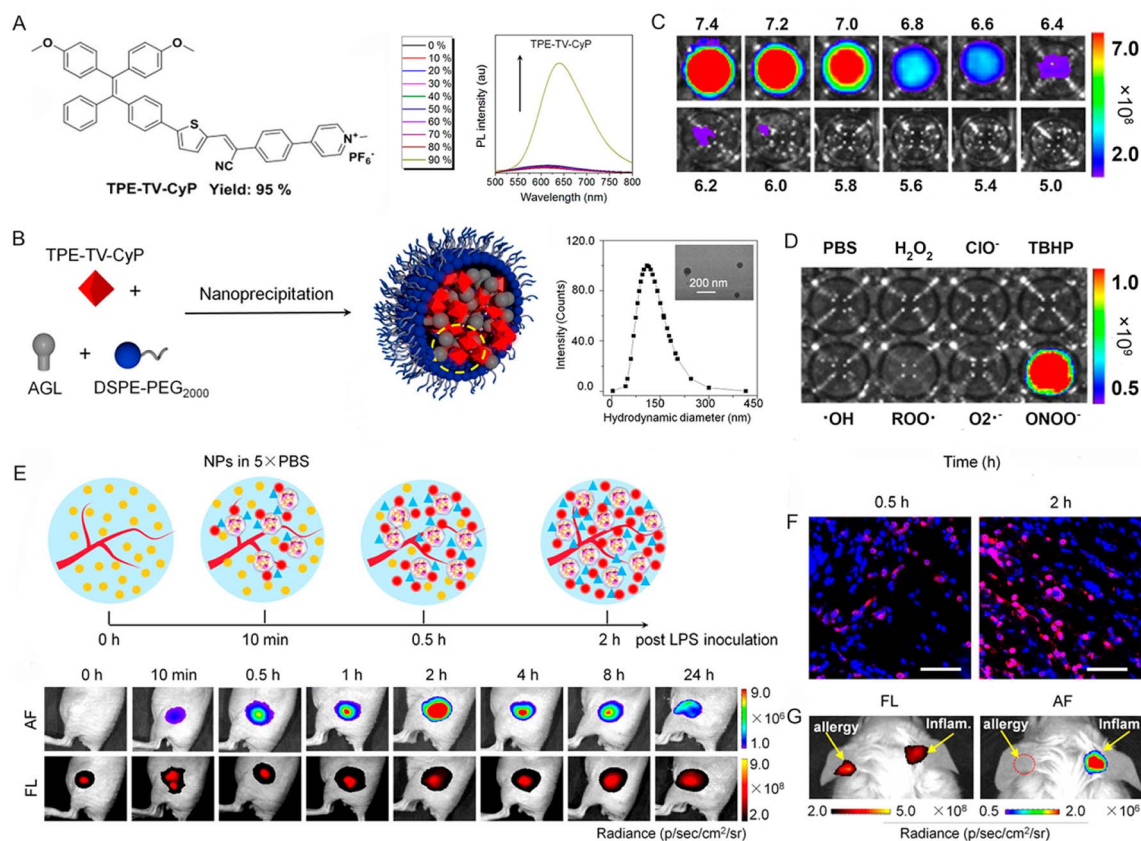 A
O
O
S
CN
N+
PF6-
TPE-TV-CyP Yield: 95 %
0 %
10 %
20 %
30 %
40 %
50 %
60 %
70 %
80 %
90 %
TPE-TV-CyP
PL intensity (au)
500 550 600 650 700 750 800
Wavelength (nm)
C
7.4 7.2 7.0 6.8 6.6 6.4
6.2 6.0 5.8 5.6 5.4 5.0
7.0
×10⁸
2.0
B
TPE-TV-CyP
+
Nanoprecipitation
AGL
+
DSPE-PEG2000
120.0
100.0
80.0
60.0
40.0
20.0
0.0
Intensity (Counts)
200 nm
0 150 300 450
Hydrodynamic diameter (nm)
D
PBS H2O2 ClO- TBHP
·OH ROO· O2·- ONOO-
1.0
×10⁹
0.5
E
NPs in 5×PBS
0 h 10 min 0.5 h 2 h post LPS inoculation
0 h 10 min 0.5 h 1 h 2 h 4 h 8 h 24 h
AF
9.0
×10⁶
1.0
FL
9.0
×10⁸
2.0
Radiance (p/sec/cm²/sr)
Time (h)
F
0.5 h 2 h
G
FL AF
allergy Inflam. allergy Inflam.
2.0 5.0 ×10⁸ 0.5 2.0 ×10⁶
Radiance (p/sec/cm²/sr)